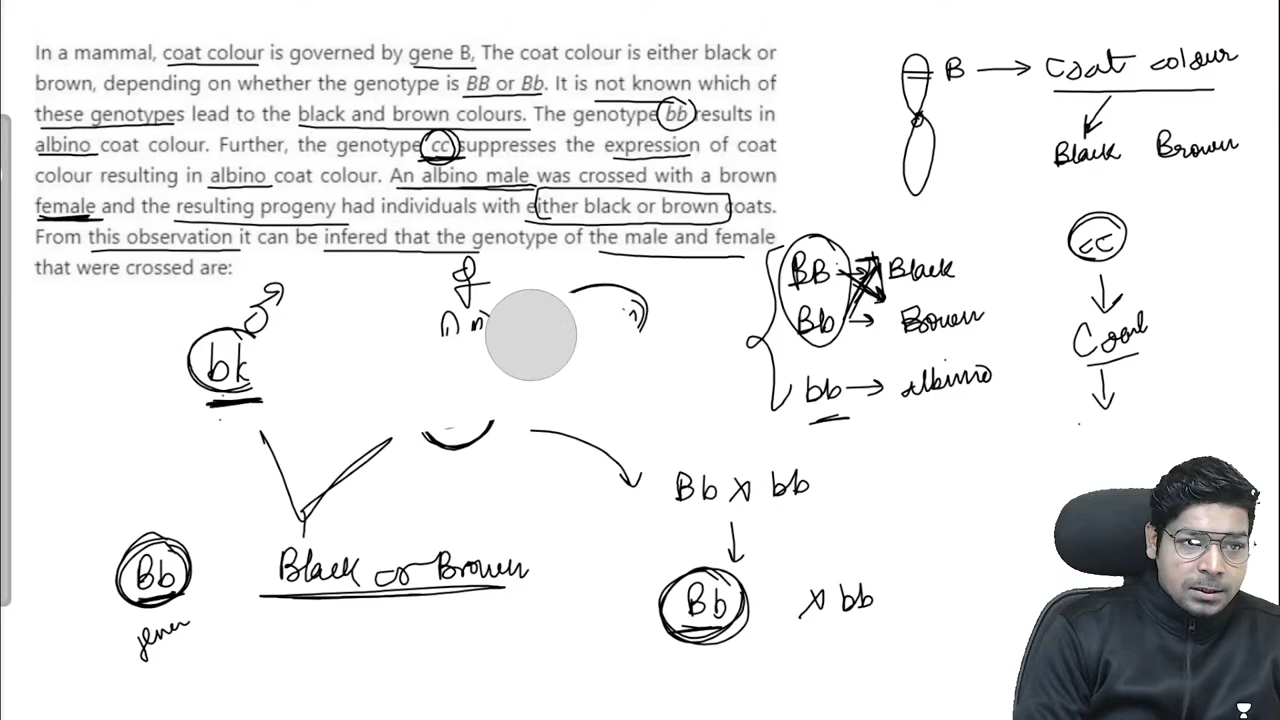 In a mammal, coat colour is governed by gene B, The coat colour is either black or
brown, depending on whether the genotype is BB or Bb. It is not known which of
these genotypes lead to the black and brown colours. The genotype bb results in
albino coat colour. Further, the genotype cc suppresses the expression of coat
colour resulting in albino coat colour. An albino male was crossed with a brown
female and the resulting progeny had individuals with either black or brown coats.
From this observation it can be infered that the genotype of the male and female
that were crossed are:
B → Coat colour
Black Brown
cc
BB → Black
Bb → Brown
bb → Albino
Bb x bb
Bb x bb
Black or Brown
Bb